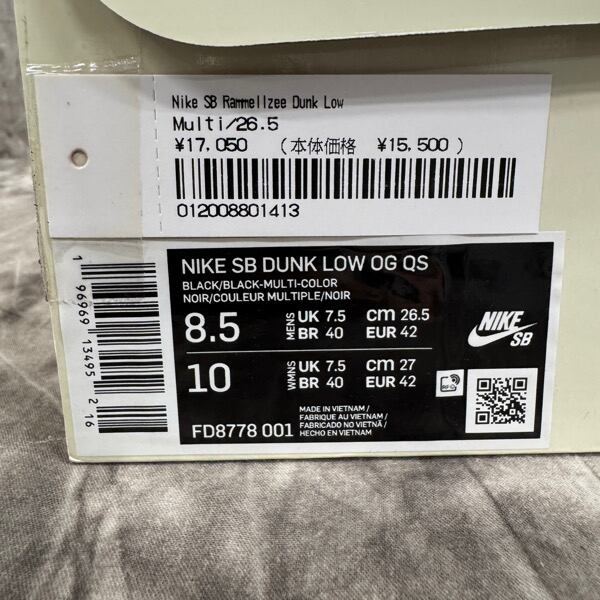 Nike SB Rammellzee Dunk Low
Multi/26.5
¥17,050 (本体価格 ¥15,500)
012008801413
1 96969 13495 2 16
NIKE SB DUNK LOW OG QS
BLACK/BLACK-MULTI-COLOR
NOIR/COULEUR MULTIPLE/NOIR
8.5 MENS UK 7.5 cm 26.5
BR 40 EUR 42
10 WMNS UK 7.5 cm 27
BR 40 EUR 42
NIKE SB
FD8778 001
MADE IN VIETNAM /
FABRIQUE AU VIETNAM /
FABRICADO NO VIETNÃ /
HECHO EN VIETNAM